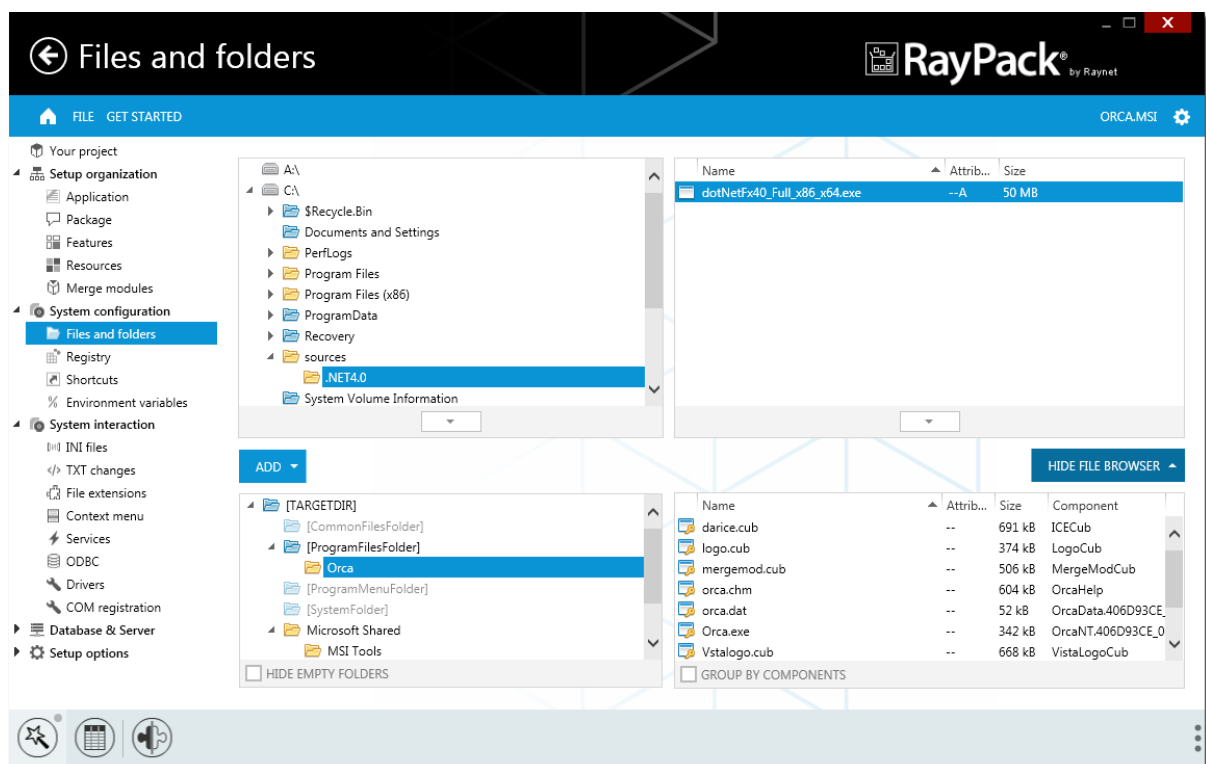 Files and folders
RayPack® by Raynet
FILE GET STARTED
ORCA.MSI
Your project
Setup organization
Application
Package
Features
Resources
Merge modules
System configuration
Files and folders
Registry
Shortcuts
% Environment variables
System interaction
INI files
</> TXT changes
File extensions
Context menu
Services
ODBC
Drivers
COM registration
Database & Server
Setup options
A:\
C:\
$Recycle.Bin
Documents and Settings
PerfLogs
Program Files
Program Files (x86)
ProgramData
Recovery
sources
.NET4.0
System Volume Information
Name Attrib... Size
dotNetFx40_Full_x86_x64.exe --A 50 MB
ADD
HIDE FILE BROWSER
[TARGETDIR]
[CommonFilesFolder]
[ProgramFilesFolder]
Orca
[ProgramMenuFolder]
[SystemFolder]
Microsoft Shared
MSI Tools
HIDE EMPTY FOLDERS
Name Attrib... Size Component
darice.cub -- 691 kB ICECub
logo.cub -- 374 kB LogoCub
mergemod.cub -- 506 kB MergeModCub
orca.chm -- 604 kB OrcaHelp
orca.dat -- 52 kB OrcaData.406D93CE_
Orca.exe -- 342 kB OrcaNT.406D93CE_0
Vstalogo.cub -- 668 kB VistaLogoCub
GROUP BY COMPONENTS